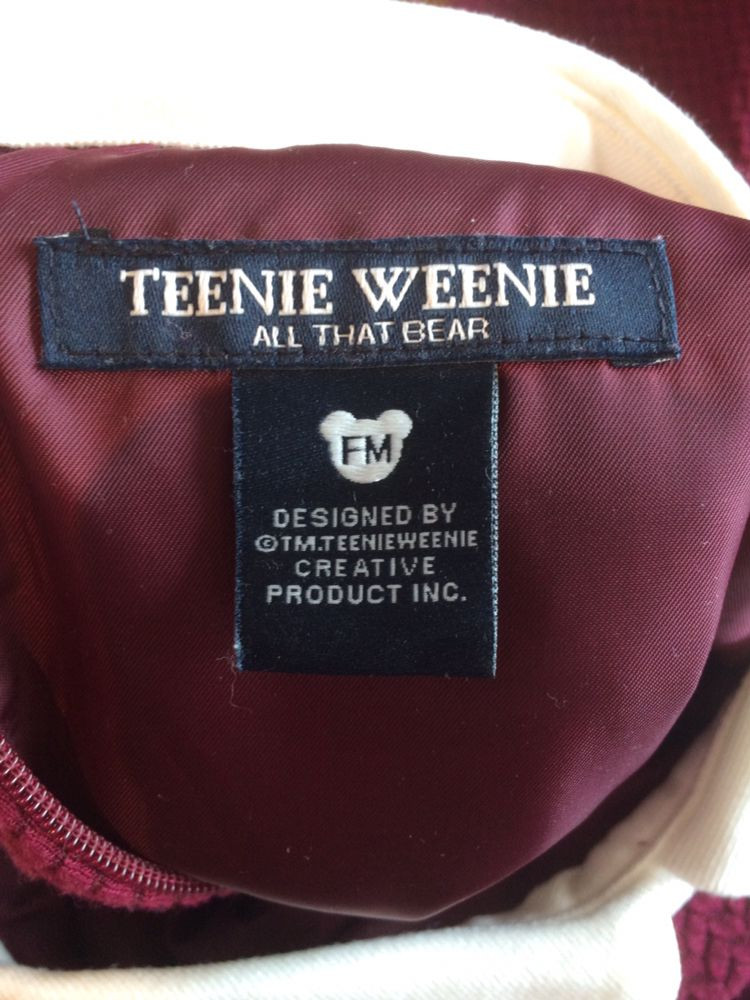 TEENIE WEENIE
ALL THAT BEAR
FM
DESIGNED BY
©TM.TEENIEWEENIE
CREATIVE
PRODUCT INC.